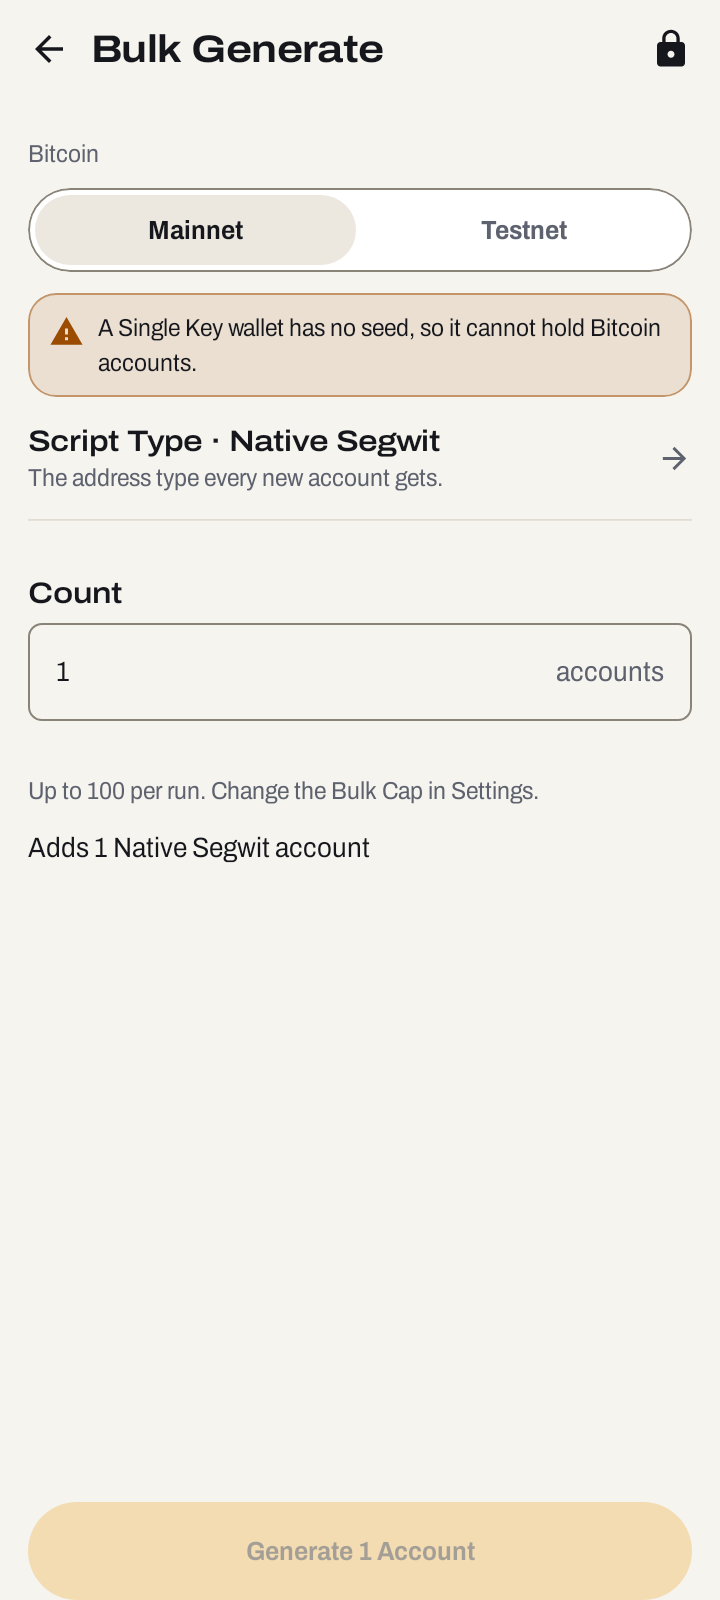 Bulk Generate
Bitcoin
Mainnet
Testnet
A Single Key wallet has no seed, so it cannot hold Bitcoin
accounts.
Script Type · Native Segwit
The address type every new account gets.
Count
1
accounts
Up to 100 per run. Change the Bulk Cap in Settings.
Adds 1 Native Segwit account
Generate 1 Account